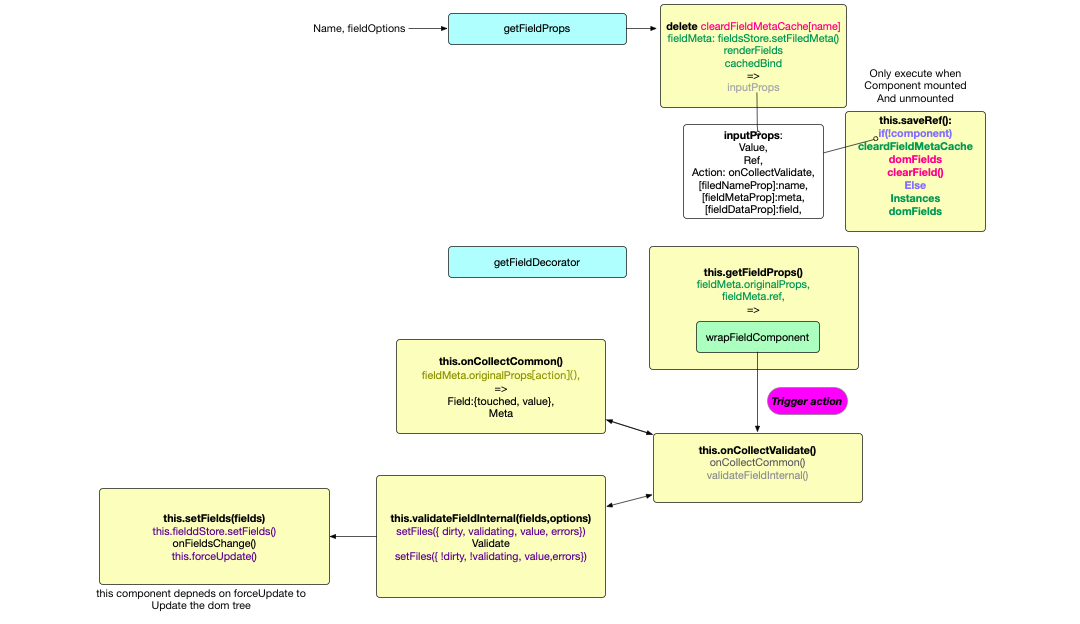 Name, fieldOptions
getFieldProps
delete cleardFieldMetaCache[name]
fieldMeta: fieldsStore.setFiledMeta()
renderFields
cachedBind
=>
inputProps
Only execute when
Component mounted
And unmounted
inputProps:
Value,
Ref,
Action: onCollectValidate,
[filedNameProp]:name,
[fieldMetaProp]:meta,
[fieldDataProp]:field,
this.saveRef():
if(!component)
cleardFieldMetaCache
domFields
clearField()
Else
Instances
domFields
getFieldDecorator
this.getFieldProps()
fieldMeta.originalProps,
fieldMeta.ref,
=>
wrapFieldComponent
this.onCollectCommon()
fieldMeta.originalProps[action](),
=>
Field:{touched, value},
Meta
Trigger action
this.onCollectValidate()
onCollectCommon()
validateFieldInternal()
this.validateFieldInternal(fields,options)
setFiles({ dirty, validating, value, errors})
Validate
setFiles({ !dirty, !validating, value,errors})
this.setFields(fields)
this.fielddStore.setFields()
onFieldsChange()
this.forceUpdate()
this component depneds on forceUpdate to
Update the dom tree